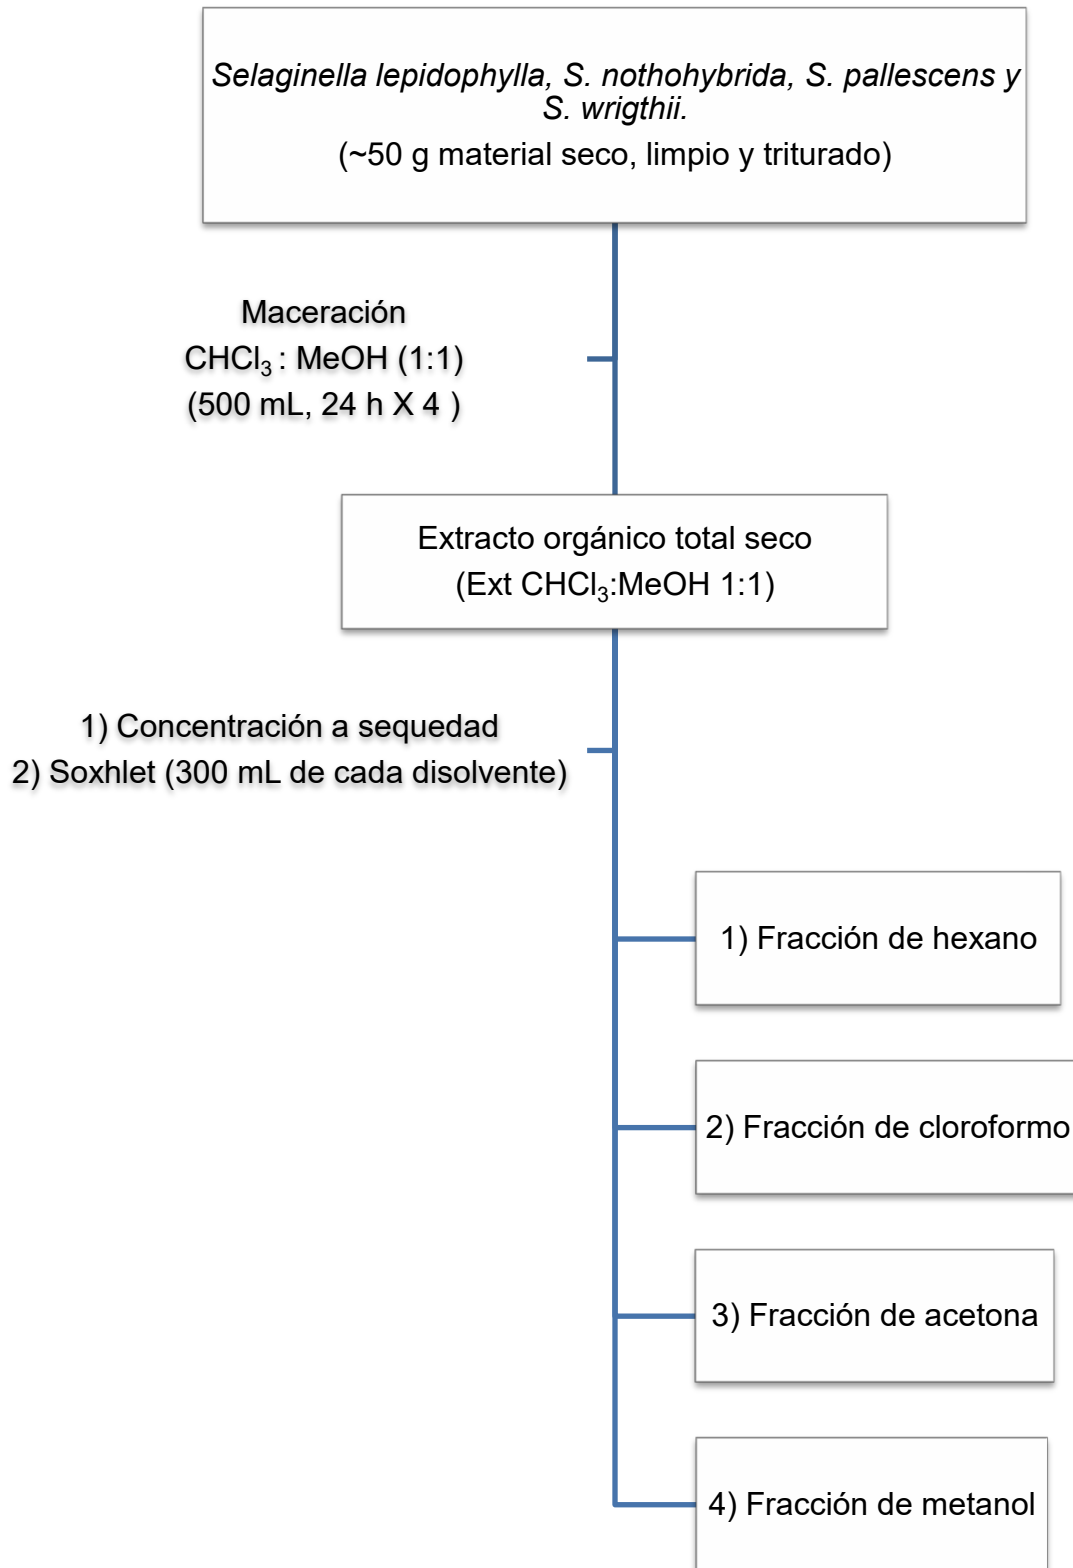 Selaginella lepidophylla, S. nothohybrida, S. pallescens y
S. wrigthii.
(~50 g material seco, limpio y triturado)
Maceración
CHCl₃ : MeOH (1:1)
(500 mL, 24 h X 4 )
Extracto orgánico total seco
(Ext CHCl₃:MeOH 1:1)
1) Concentración a sequedad
2) Soxhlet (300 mL de cada disolvente)
1) Fracción de hexano
2) Fracción de cloroformo
3) Fracción de acetona
4) Fracción de metanol